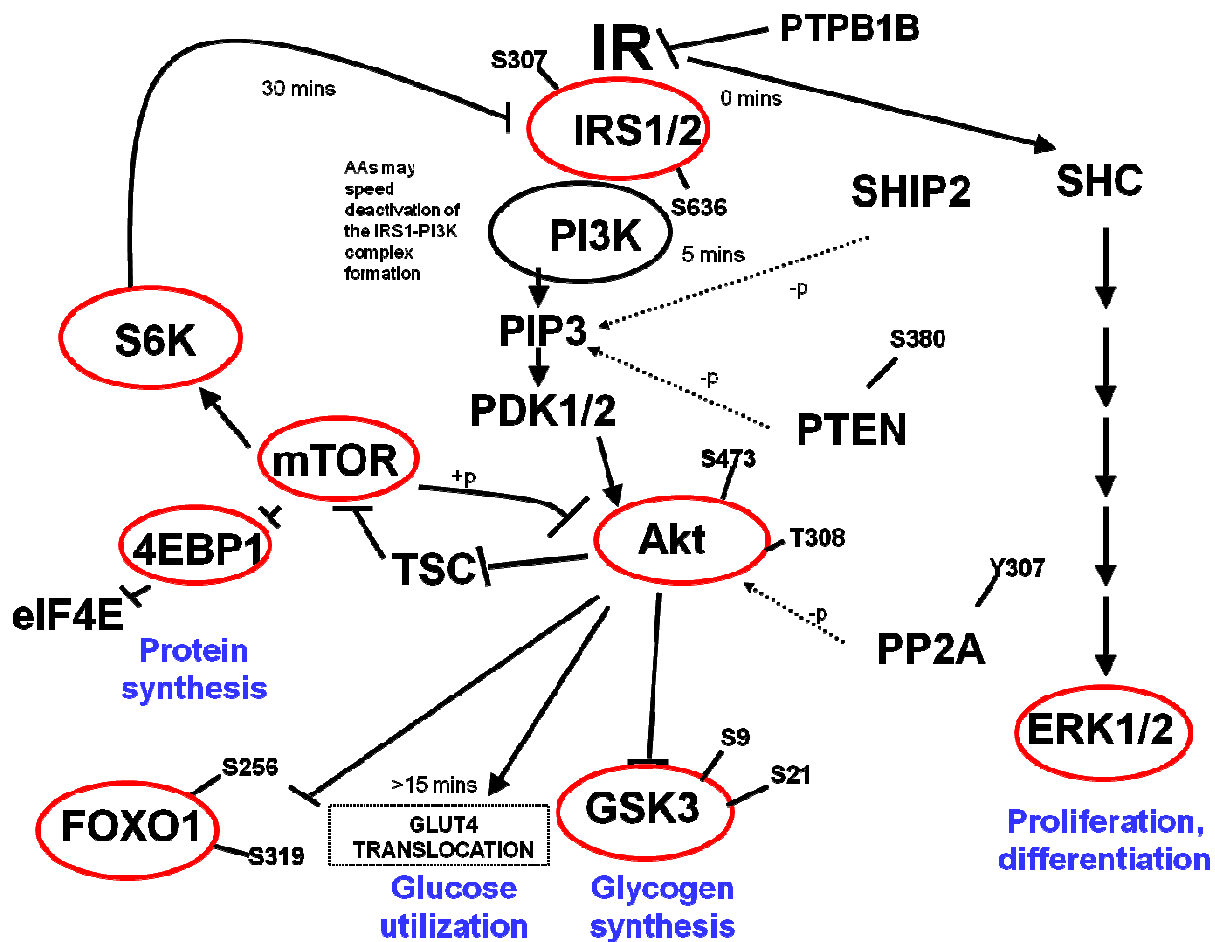 IR
PTPB1B
S307
30 mins
0 mins
IRS1/2
AAs may
speed
deactivation of
the IRS1-PI3K
complex
formation
SHIP2
SHC
S636
PI3K
5 mins
-p
PIP3
S6K
S380
-p
PDK1/2
PTEN
mTOR
+p
S473
4EBP1
Akt
T308
TSC
Y307
eIF4E
-p
PP2A
Protein
synthesis
ERK1/2
S256
S9
>15 mins
S21
FOXO1
GLUT4
TRANSLOCATION
GSK3
S319
Proliferation,
differentiation
Glucose
utilization
Glycogen
synthesis